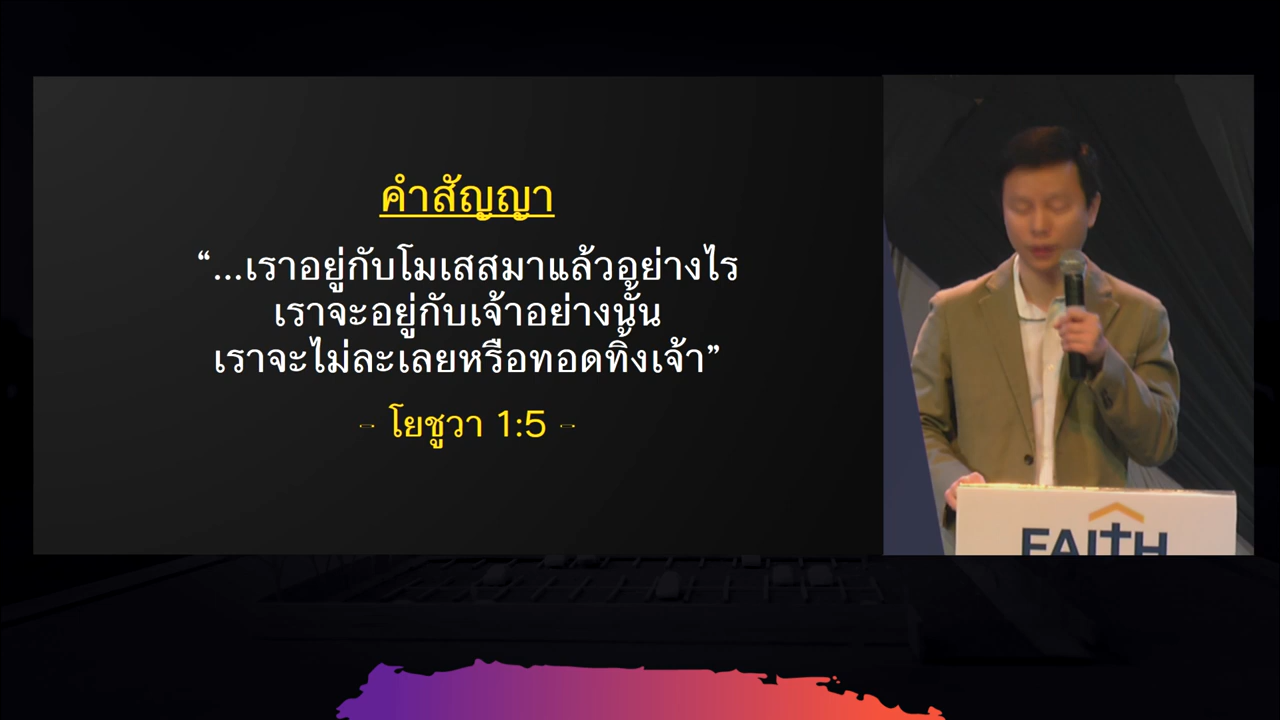 คำสัญญา
“...เราอยู่กับโมเสสมาแล้วอย่างไร
เราจะอยู่กับเจ้าอย่างนั้น
เราจะไม่ละเลยหรือทอดทิ้งเจ้า”
- โยชูวา 1:5 -
FAITH